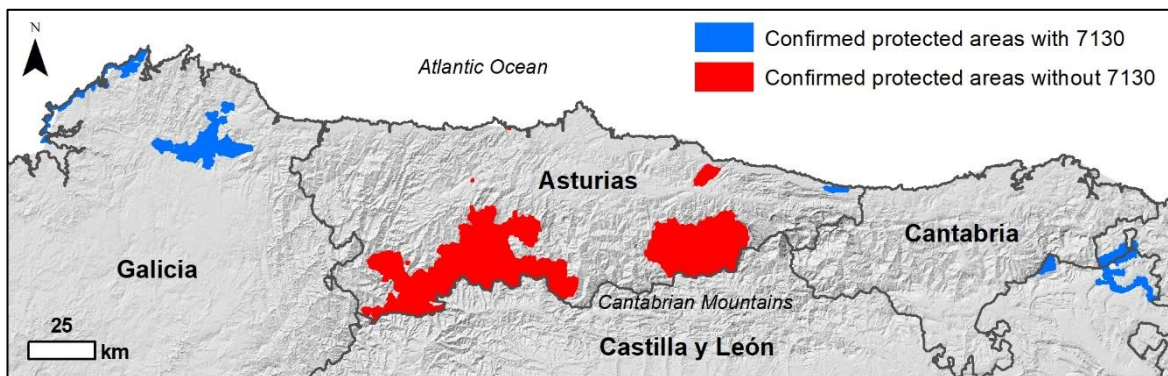 N
Confirmed protected areas with 7130
Atlantic Ocean
Confirmed protected areas without 7130
Asturias
Cantabria
Galicia
Cantabrian Mountains
25
km
Castilla y León